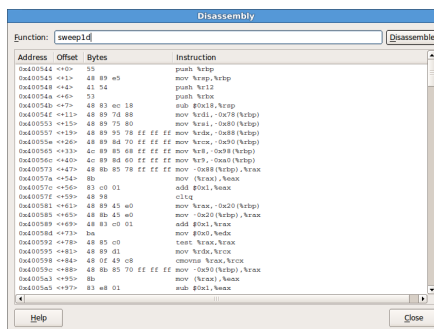 Disassembly
Function: sweep1d Disassemble
Address Offset Bytes Instruction
0x400544 <+0> 55 push %rbp
0x400545 <+1> 48 89 e5 mov %rsp,%rbp
0x400548 <+4> 41 54 push %r12
0x40054a <+6> 53 push %rbx
0x40054b <+7> 48 83 ec 18 sub $0x18,%rsp
0x40054f <+11> 48 89 7d 88 mov %rdi,-0x78(%rbp)
0x400553 <+15> 48 89 75 80 mov %rsi,-0x80(%rbp)
0x400557 <+19> 48 89 95 78 ff ff ff mov %rdx,-0x88(%rbp)
0x40055e <+26> 48 89 8d 70 ff ff ff mov %rcx,-0x90(%rbp)
0x400565 <+33> 4c 89 85 68 ff ff ff mov %r8,-0x98(%rbp)
0x40056c <+40> 4c 89 8d 60 ff ff ff mov %r9,-0xa0(%rbp)
0x400573 <+47> 48 8b 85 78 ff ff ff mov -0x88(%rbp),%rax
0x40057a <+54> 8b mov (%rax),%eax
0x40057c <+56> 83 c0 01 add $0x1,%eax
0x40057f <+59> 48 98 cltq
0x400581 <+61> 48 89 45 e0 mov %rax,-0x20(%rbp)
0x400585 <+65> 48 8b 45 e0 mov -0x20(%rbp),%rax
0x400589 <+69> 48 83 c0 01 add $0x1,%rax
0x40058d <+73> ba mov $0x0,%edx
0x400592 <+78> 48 85 c0 test %rax,%rax
0x400595 <+81> 48 89 d1 mov %rdx,%rcx
0x400598 <+84> 48 0f 49 c8 cmovns %rax,%rcx
0x40059c <+88> 48 8b 85 70 ff ff ff mov -0x90(%rbp),%rax
0x4005a3 <+95> 8b mov (%rax),%eax
0x4005a5 <+97> 83 e8 01 sub $0x1,%eax
Help Close